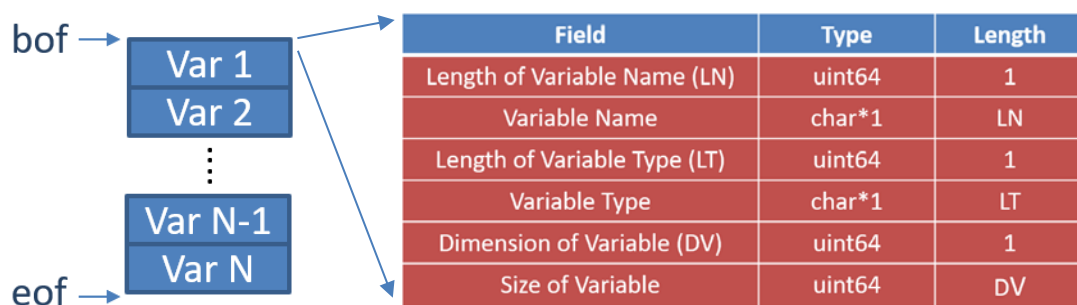 bof
Var 1
Var 2
Var N-1
Var N
eof
Field Type Length
Length of Variable Name (LN) uint64 1
Variable Name char*1 LN
Length of Variable Type (LT) uint64 1
Variable Type char*1 LT
Dimension of Variable (DV) uint64 1
Size of Variable uint64 DV